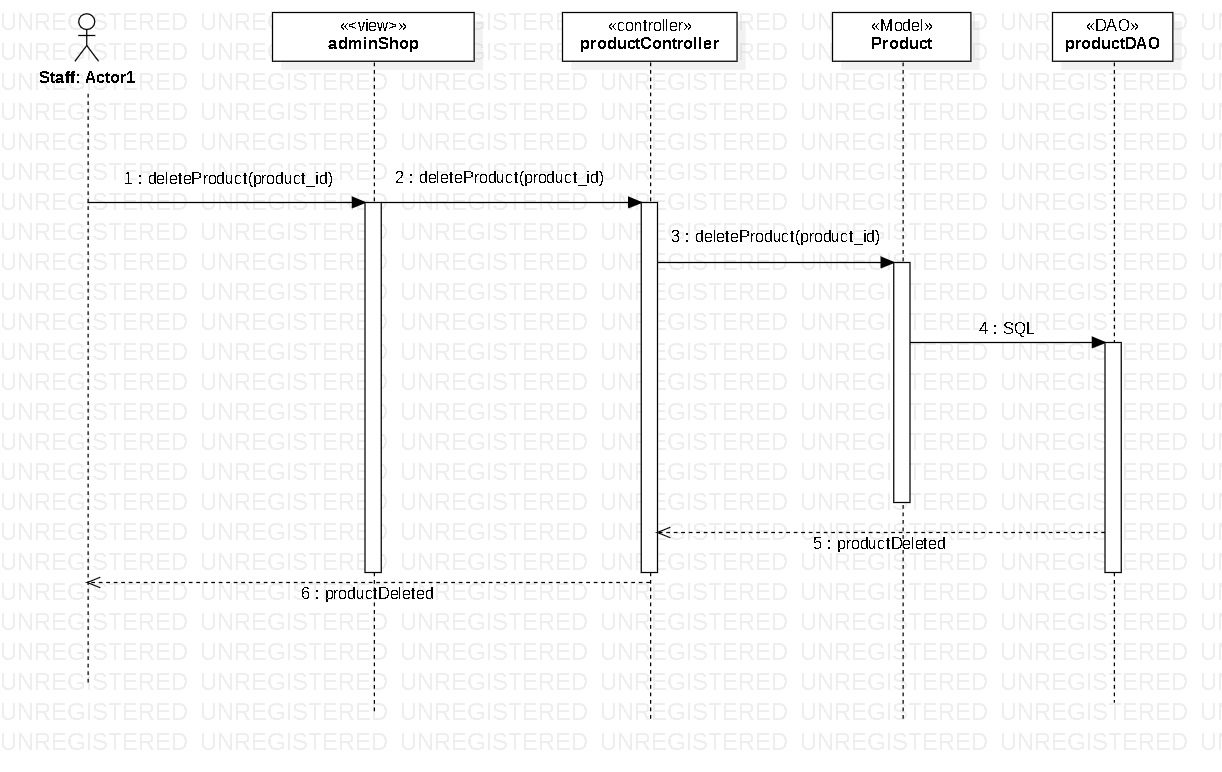 «<view>»
adminShop
«controller»
productController
«Model»
Product
«DAO»
productDAO
Staff: Actor1
1 : deleteProduct(product_id)
2 : deleteProduct(product_id)
3 : deleteProduct(product_id)
4 : SQL
5 : productDeleted
6 : productDeleted
UNREGISTERED